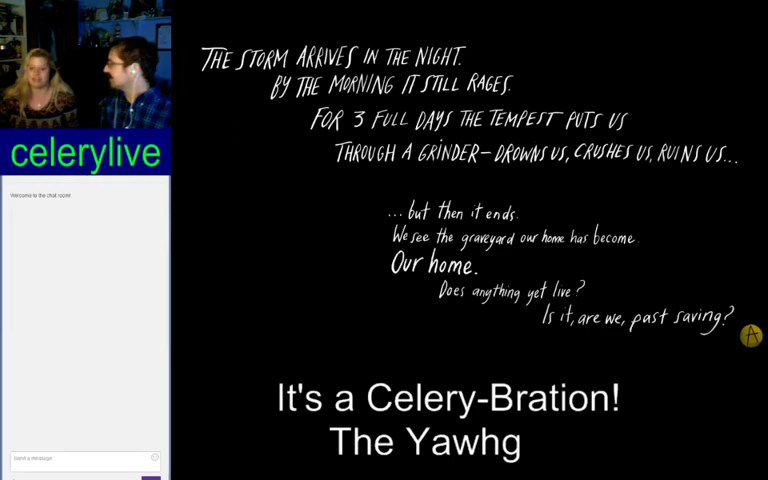 THE STORM ARRIVES IN THE NIGHT.
BY THE MORNING IT STILL RAGES.
FOR 3 FULL DAYS THE TEMPEST PUTS US
THROUGH A GRINDER—DROWNS US, CRUSHES US, RUINS US...
...but then it ends.
We see the graveyard our home has become.
Our home.
Does anything yet live?
Is it, are we, past saving?
A
It's a Celery-Bration!
The Yawhg
celerylive
Welcome to the chat room!
Send a message